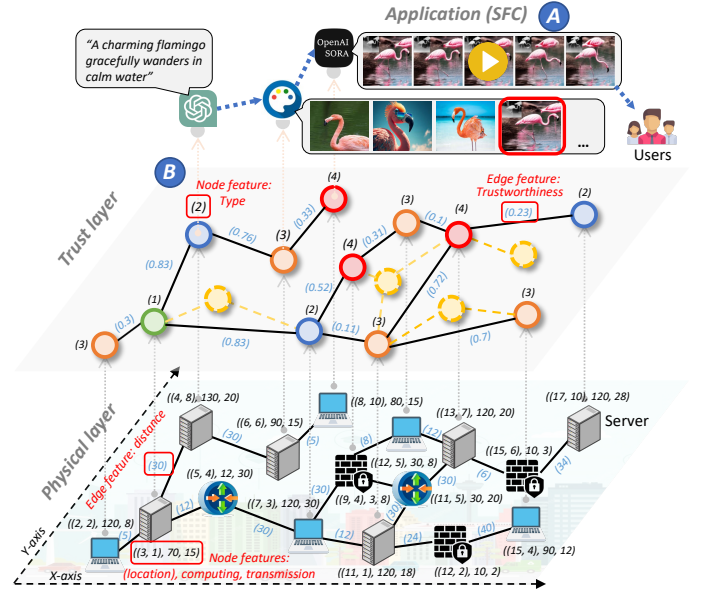 Application (SFC)
A
"A charming flamingo
gracefully wanders in
calm water"
OpenAI
SORA
...
Users
B
Trust layer
Node feature:
Type
Edge feature:
Trustworthiness
(2)
(4)
(3)
(4)
(2)
(0.33)
(0.1)
(0.23)
(0.76)
(3)
(4)
(0.31)
(0.83)
(0.52)
(0.72)
(1)
(2)
(3)
(3)
(0.3)
(0.11)
(3)
(0.83)
(0.7)
Physical layer
((4, 8), 130, 20)
((8, 10), 80, 15)
((17, 10), 120, 28)
((6, 6), 90, 15)
((13, 7), 120, 20)
Server
(30)
(5)
(8)
(12)
((15, 6), 10, 3)
Edge feature: distance
(30)
((5, 4), 12, 30)
((12, 5), 30, 8)
(6)
(34)
(30)
((7, 3), 120, 30)
(30)
((9, 4), 3, 8)
((11, 5), 30, 20)
((2, 2), 120, 8)
(12)
(30)
(30)
Y-axis
(5)
(12)
(24)
(40)
((3, 1), 70, 15)
Node features:
((15, 4), 90, 12)
X-axis
(location), computing, transmission
((11, 1), 120, 18)
((12, 2), 10, 2)